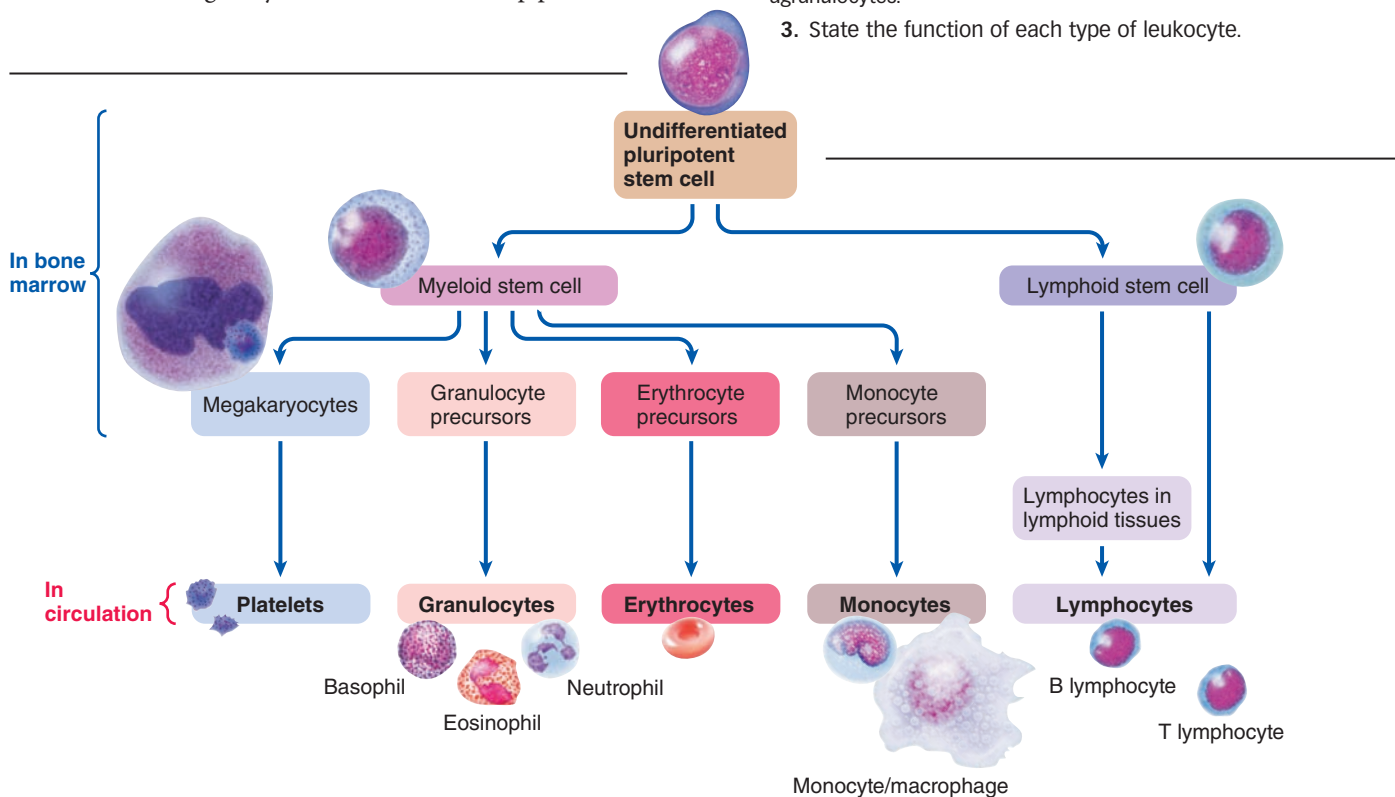 agranulocytes.
3. State the function of each type of leukocyte.
Undifferentiated
pluripotent
stem cell
In bone
marrow
Myeloid stem cell
Lymphoid stem cell
Megakaryocytes
Granulocyte
precursors
Erythrocyte
precursors
Monocyte
precursors
Lymphocytes in
lymphoid tissues
In
circulation
Platelets
Granulocytes
Erythrocytes
Monocytes
Lymphocytes
Basophil
Eosinophil
Neutrophil
Monocyte/macrophage
B lymphocyte
T lymphocyte